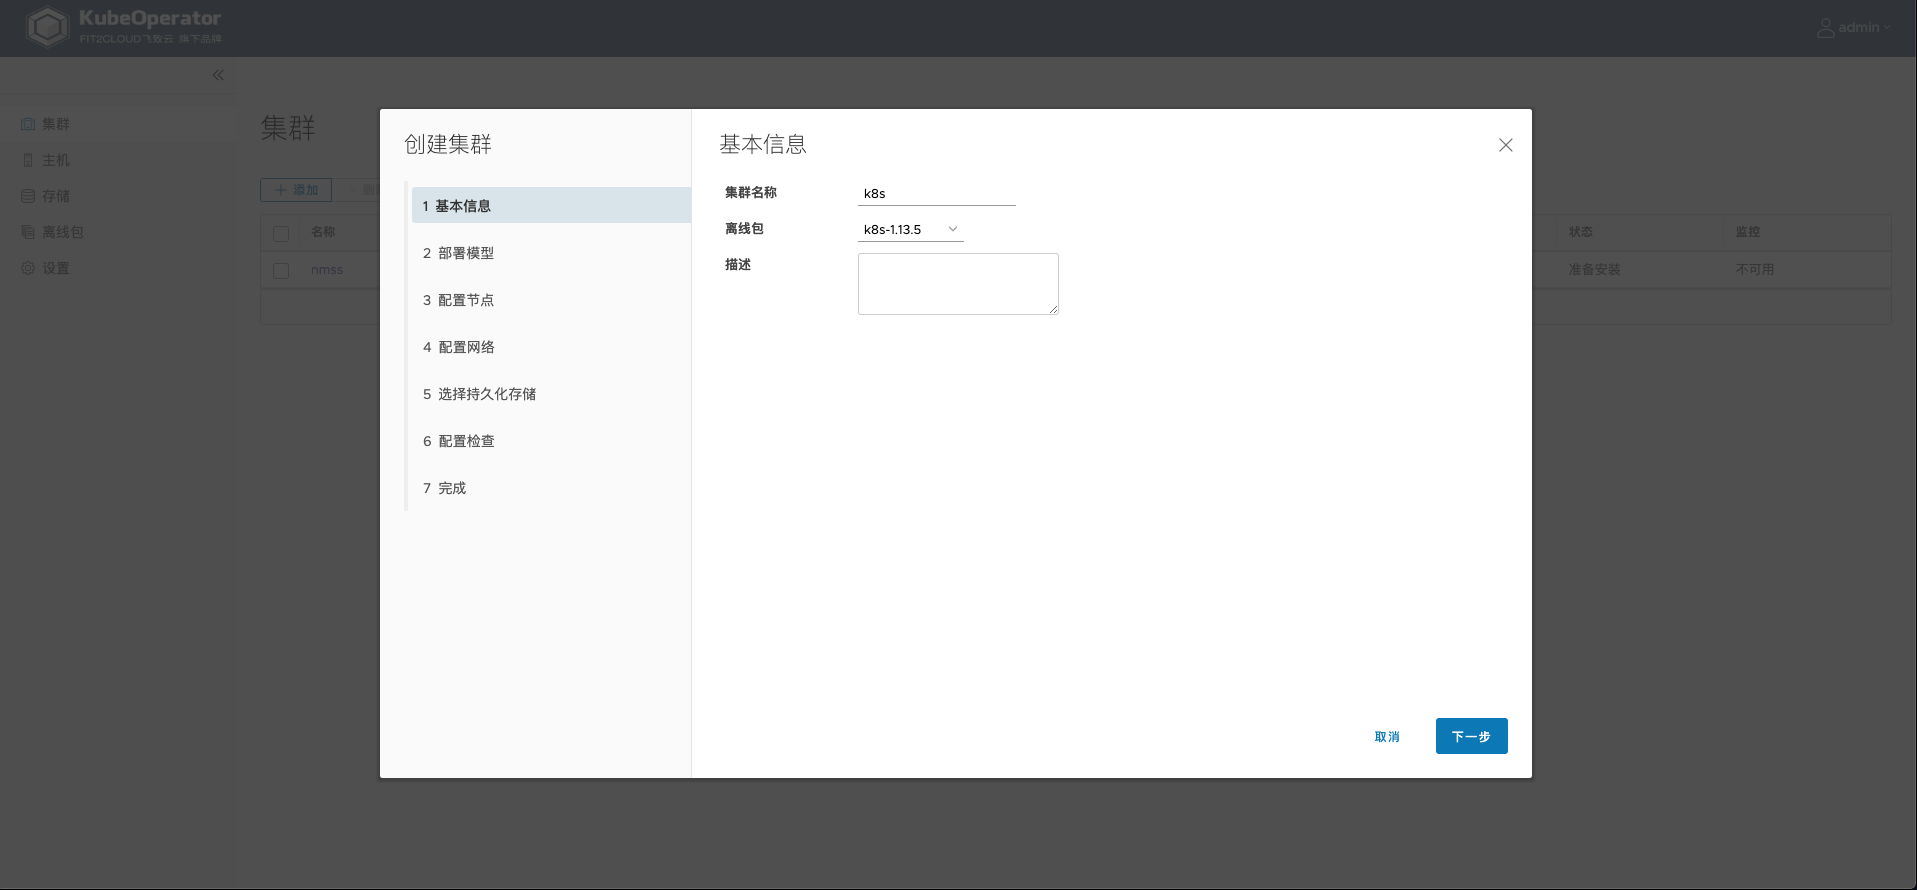 KubeOperator
FIT2CLOUD飞致云 旗下品牌
admin
集群
主机
存储
离线包
设置
集群
添加
名称
状态
监控
nmss
准备安装
不可用
创建集群
1 基本信息
2 部署模型
3 配置节点
4 配置网络
5 选择持久化存储
6 配置检查
7 完成
基本信息
集群名称 k8s
离线包 k8s-1.13.5
描述
取消
下一步